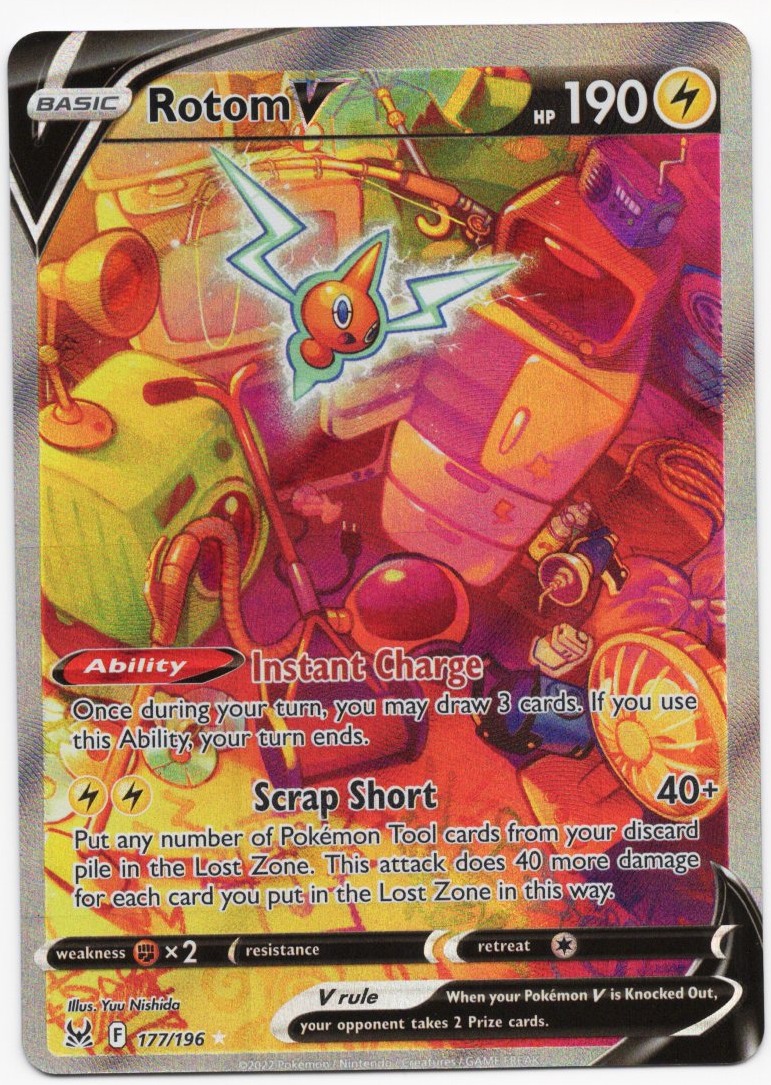 BASIC Rotom V HP 190
Ability Instant Charge
Once during your turn, you may draw 3 cards. If you use
this Ability, your turn ends.
Scrap Short 40+
Put any number of Pokémon Tool cards from your discard
pile in the Lost Zone. This attack does 40 more damage
for each card you put in the Lost Zone in this way.
weakness ×2 resistance retreat
Illus. Yuu Nishida
V rule When your Pokémon V is Knocked Out,
your opponent takes 2 Prize cards.
F 177/196
©2022 Pokémon / Nintendo / Creatures / GAME FREAK